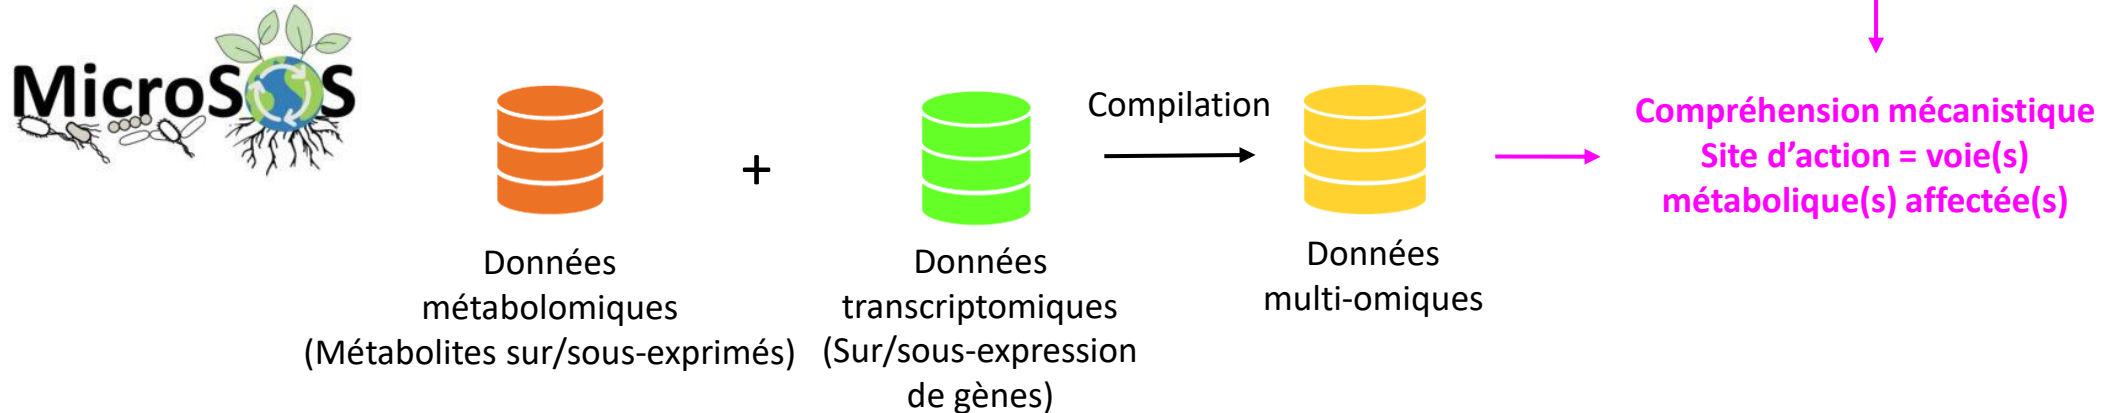 MicroSOS
Données
métabolomiques
(Métabolites sur/sous-exprimés)
+
Données
transcriptomiques
(Sur/sous-expression
de gènes)
Compilation
Données
multi-omiques
Compréhension mécanistique
Site d’action = voie(s)
métabolique(s) affectée(s)